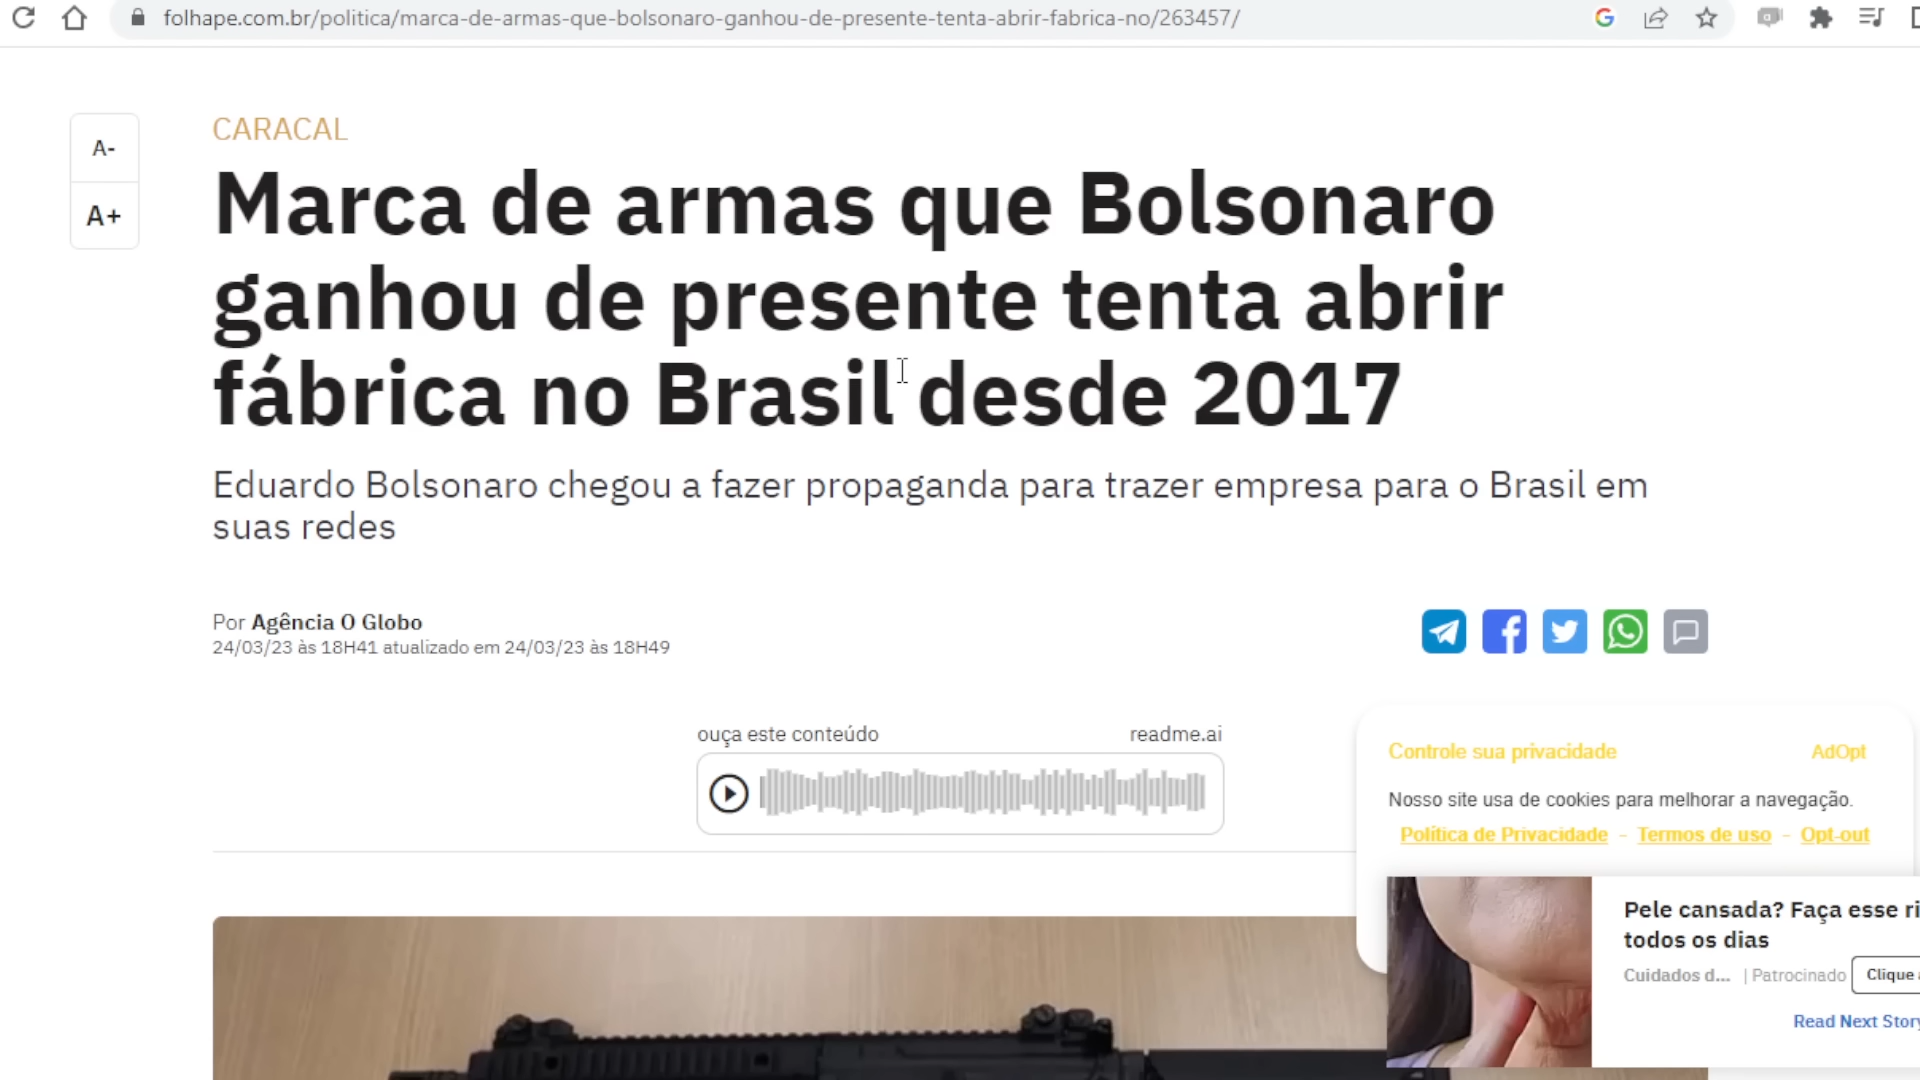 folhape.com.br/politica/marca-de-armas-que-bolsonaro-ganhou-de-presente-tenta-abrir-fabrica-no/263457/
A-
A+
CARACAL
Marca de armas que Bolsonaro
ganhou de presente tenta abrir
fábrica no Brasil desde 2017
Eduardo Bolsonaro chegou a fazer propaganda para trazer empresa para o Brasil em
suas redes
Por Agência O Globo
24/03/23 às 18H41 atualizado em 24/03/23 às 18H49
ouça este conteúdo readme.ai
Controle sua privacidade AdOpt
Nosso site usa de cookies para melhorar a navegação.
Política de Privacidade - Termos de uso - Opt-out
Pele cansada? Faça esse
todos os dias
Cuidados d... | Patrocinado
Clique
Read Next Story